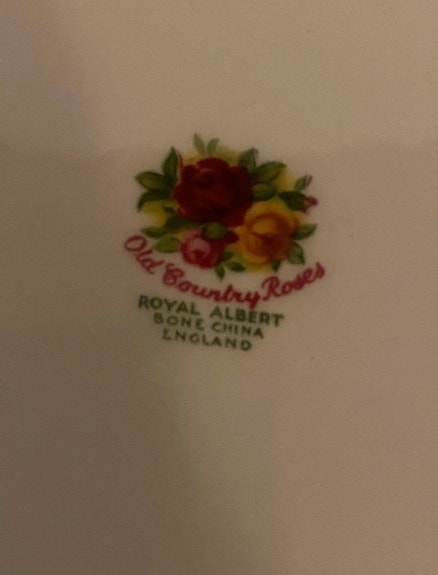 Old Country Roses
ROYAL ALBERT
BONE CHINA
ENGLAND